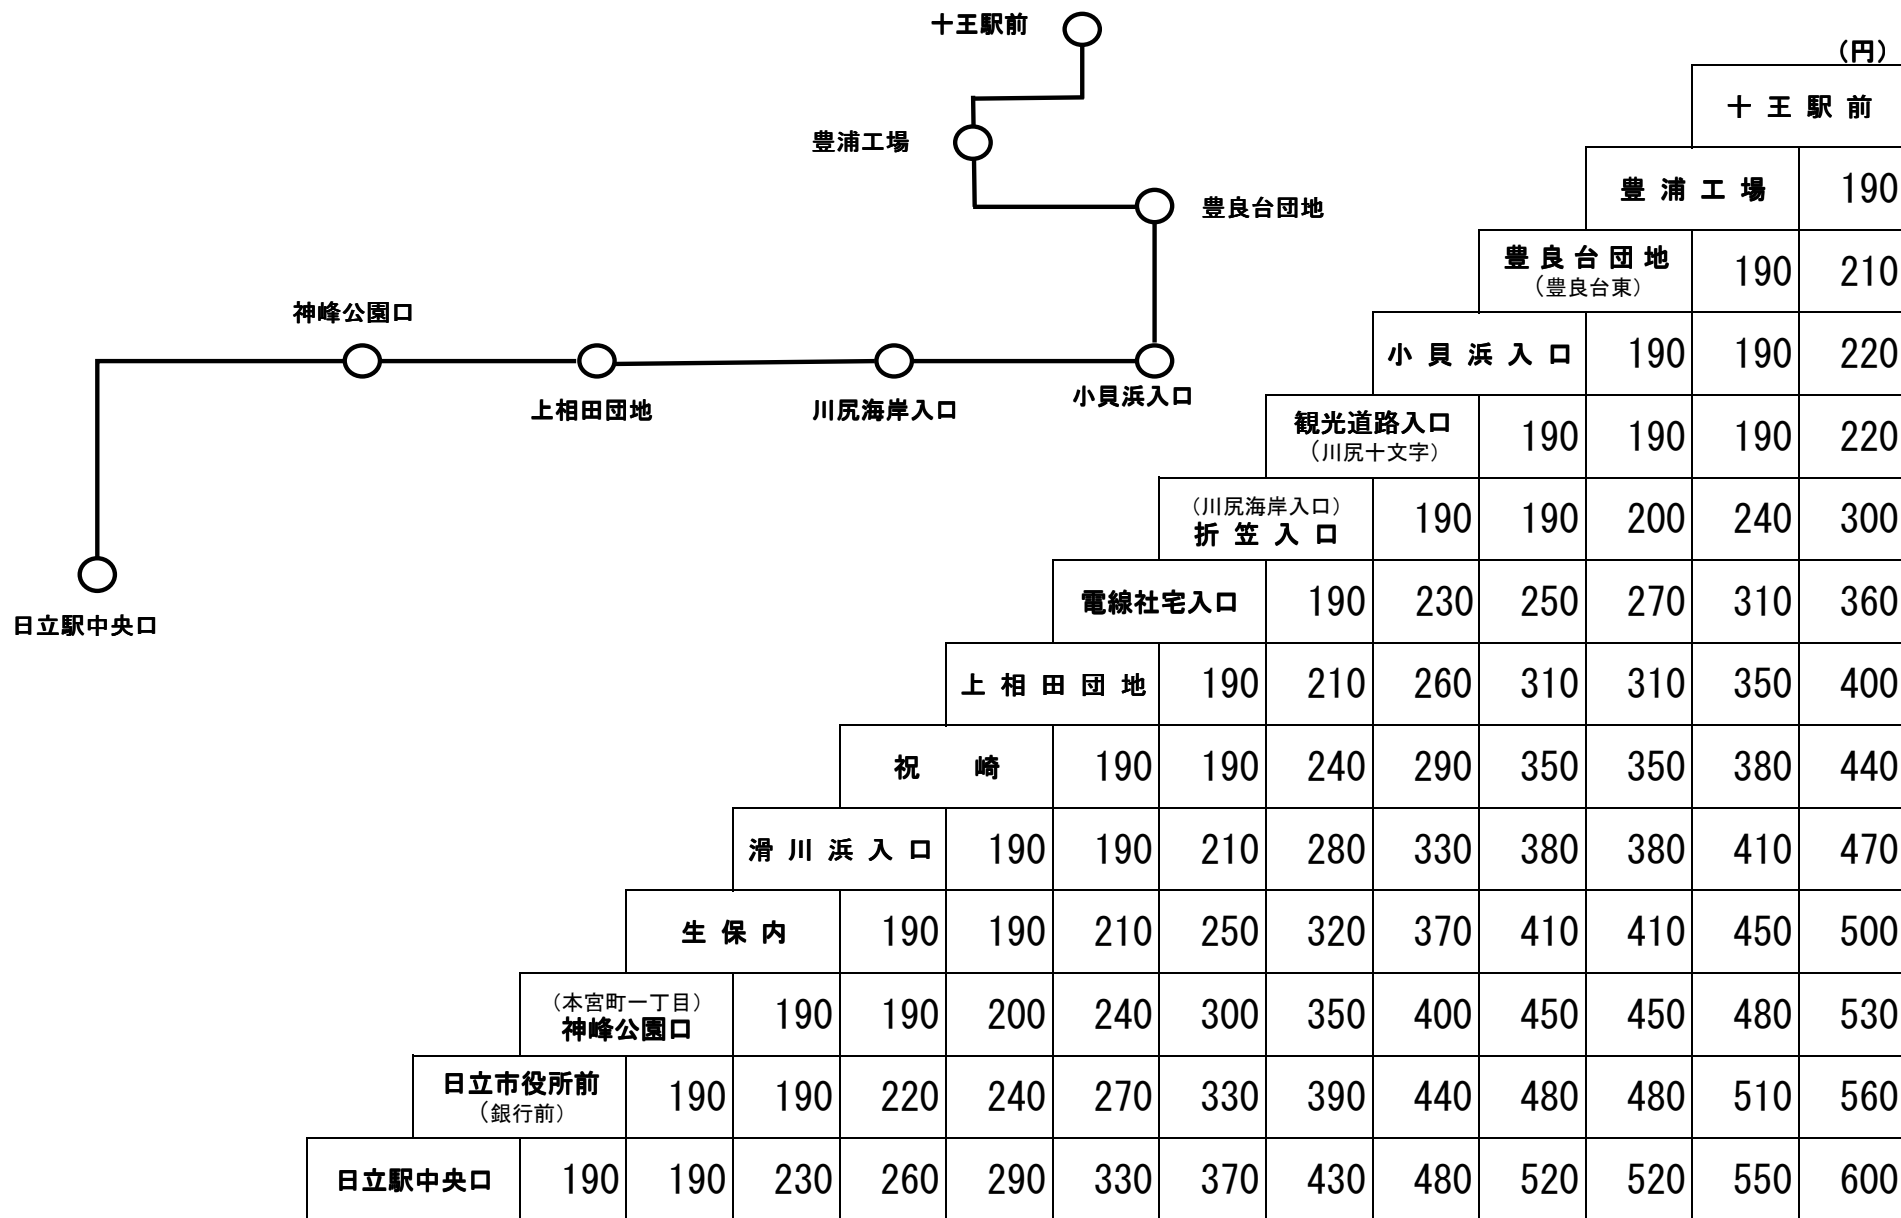 十王駅前
豊浦工場
豊良台団地
神峰公園口
上相田団地
川尻海岸入口
小貝浜入口
日立駅中央口
(円)
十王駅前
豊浦工場 190
豊良台団地 190 210
(豊良台東)
小貝浜入口 190 190 220
観光道路入口 190 190 190 220
(川尻十文字)
(川尻海岸入口)
折笠入口 190 190 200 240 300
電線社宅入口 190 230 250 270 310 360
上相田団地 190 210 260 310 310 350 400
祝崎 190 190 240 290 350 350 380 440
滑川浜入口 190 190 210 280 330 380 380 410 470
生保内 190 190 210 250 320 370 410 410 450 500
(本宮町一丁目)
神峰公園口 190 190 200 240 300 350 400 450 450 480 530
日立市役所前 190 190 220 240 270 330 390 440 480 480 510 560
(銀行前)
日立駅中央口 190 190 230 260 290 330 370 430 480 520 520 550 600